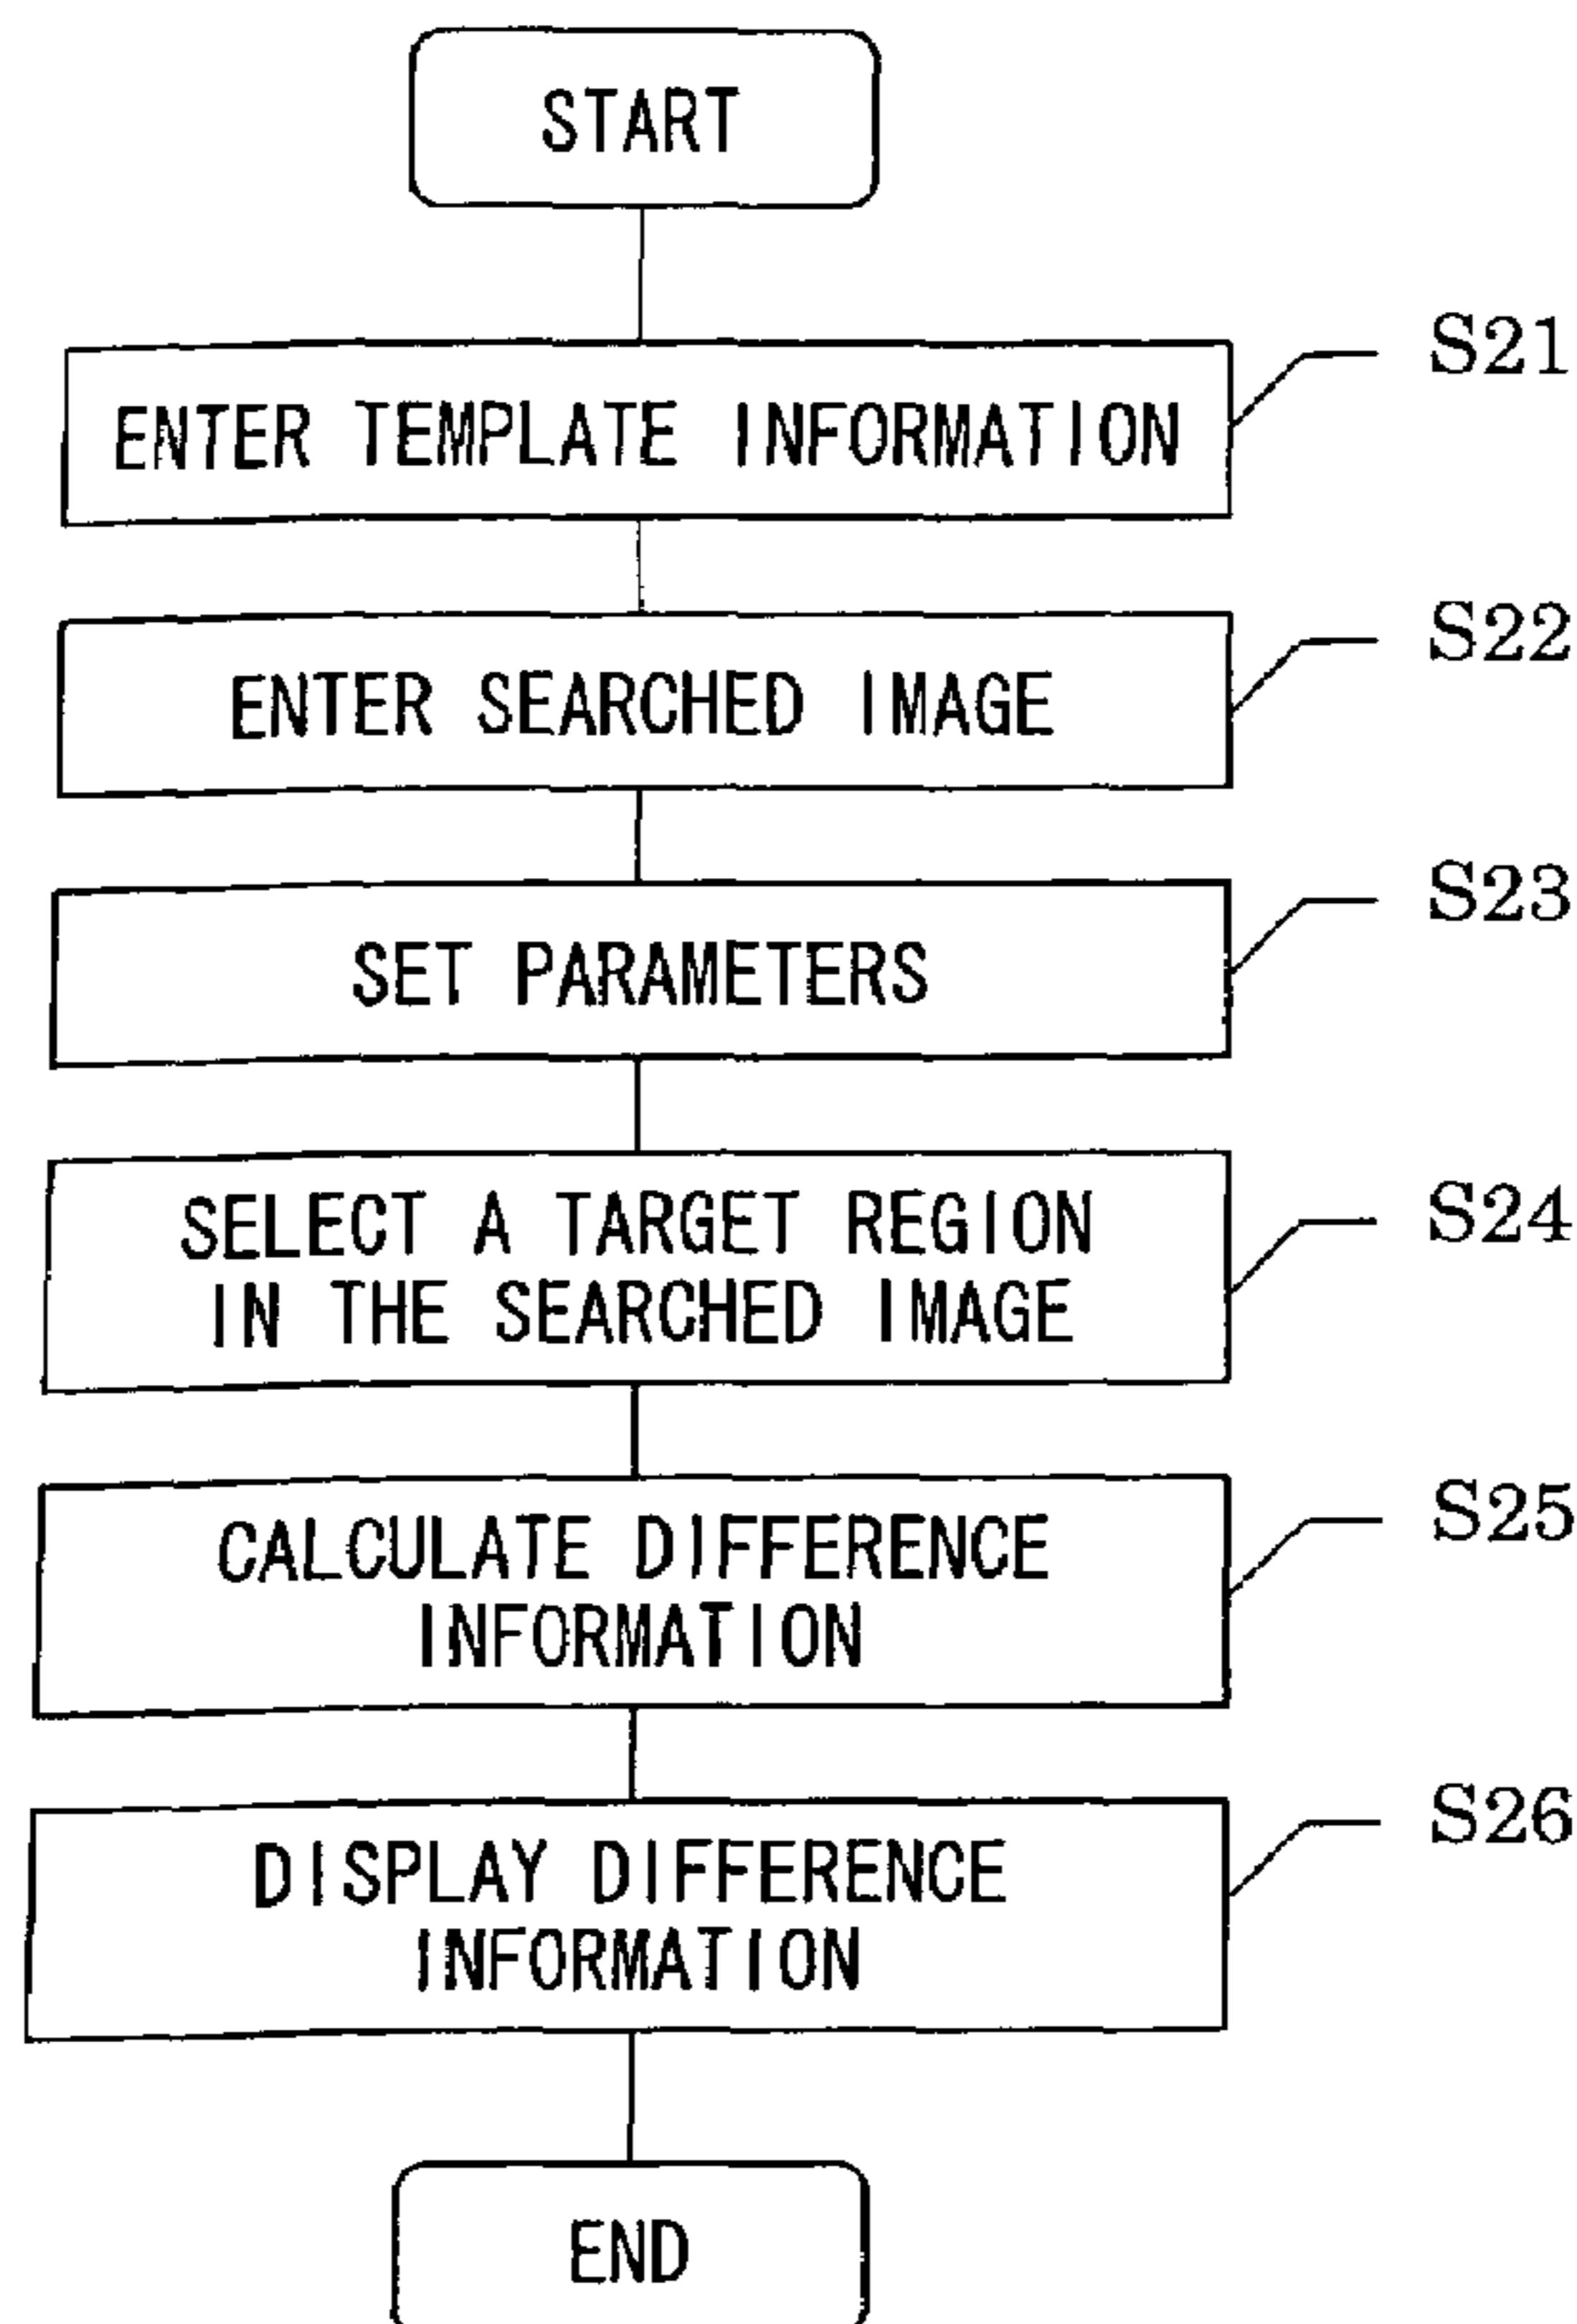 START
ENTER TEMPLATE INFORMATION
S21
ENTER SEARCHED IMAGE
S22
SET PARAMETERS
S23
SELECT A TARGET REGION
IN THE SEARCHED IMAGE
S24
CALCULATE DIFFERENCE
INFORMATION
S25
DISPLAY DIFFERENCE
INFORMATION
S26
END